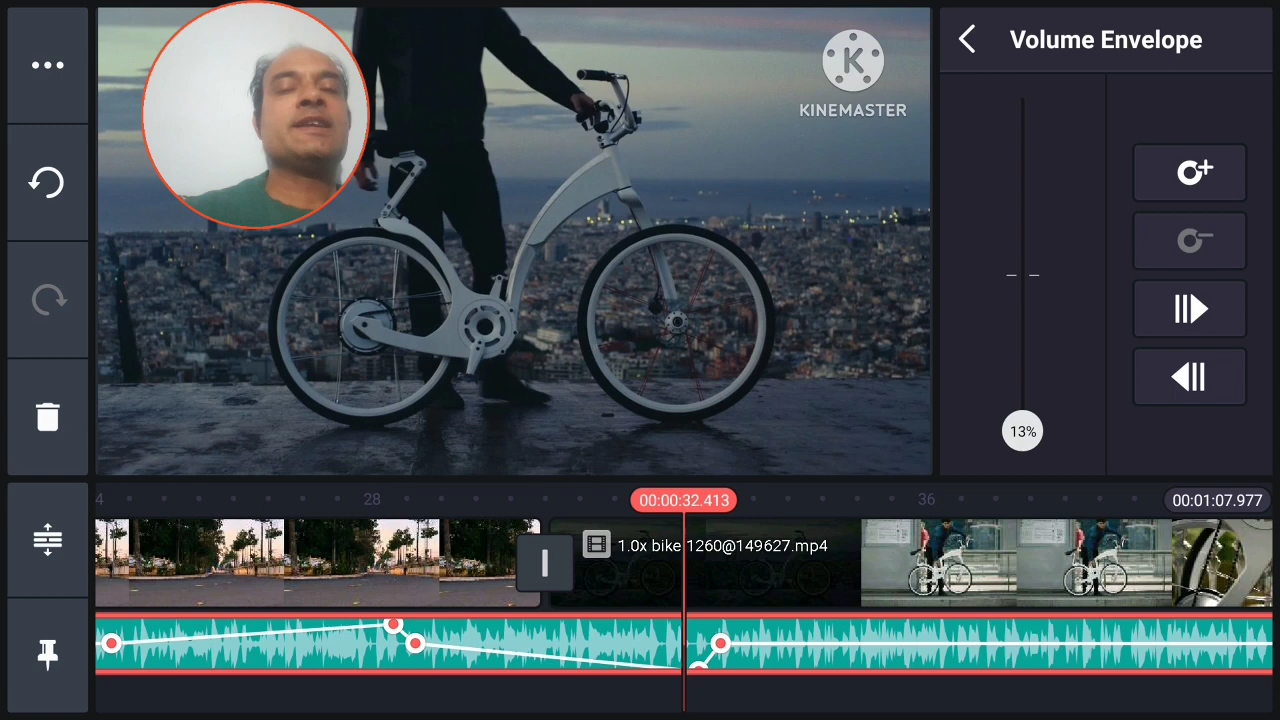 Volume Envelope
K
KINEMASTER
13%
4
28
00:00:32.413
36
00:01:07.977
1.0x bike 1260@149627.mp4